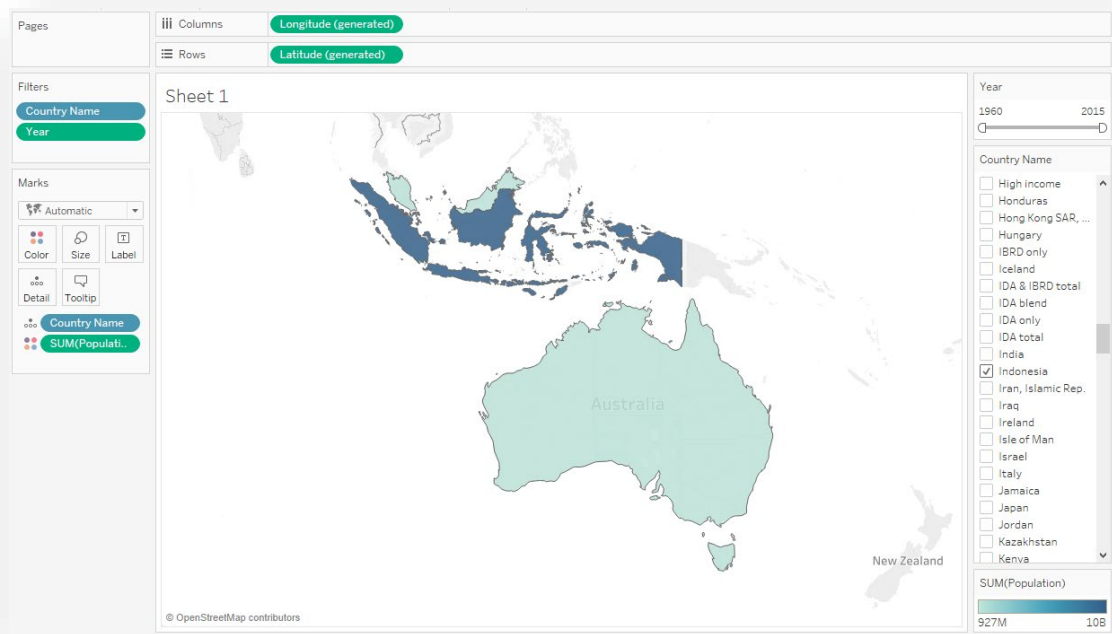 Pages
Columns
Longitude (generated)
Rows
Latitude (generated)
Filters
Country Name
Year
Marks
Automatic
Color
Size
Label
Detail
Tooltip
Country Name
SUM(Populati..
Sheet 1
Australia
New Zealand
© OpenStreetMap contributors
Year
1960 2015
Country Name
High income
Honduras
Hong Kong SAR, ...
Hungary
IBRD only
Iceland
IDA & IBRD total
IDA blend
IDA only
IDA total
India
Indonesia
Iran, Islamic Rep.
Iraq
Ireland
Isle of Man
Israel
Italy
Jamaica
Japan
Jordan
Kazakhstan
Kenya
SUM(Population)
927M 10B